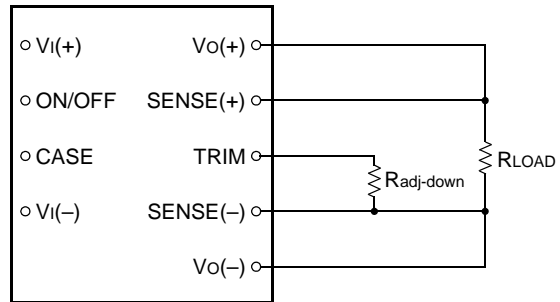 VI(+) VO(+)
ON/OFF SENSE(+)
CASE TRIM
Radj-down RLOAD
VI(–) SENSE(–)
VO(–)